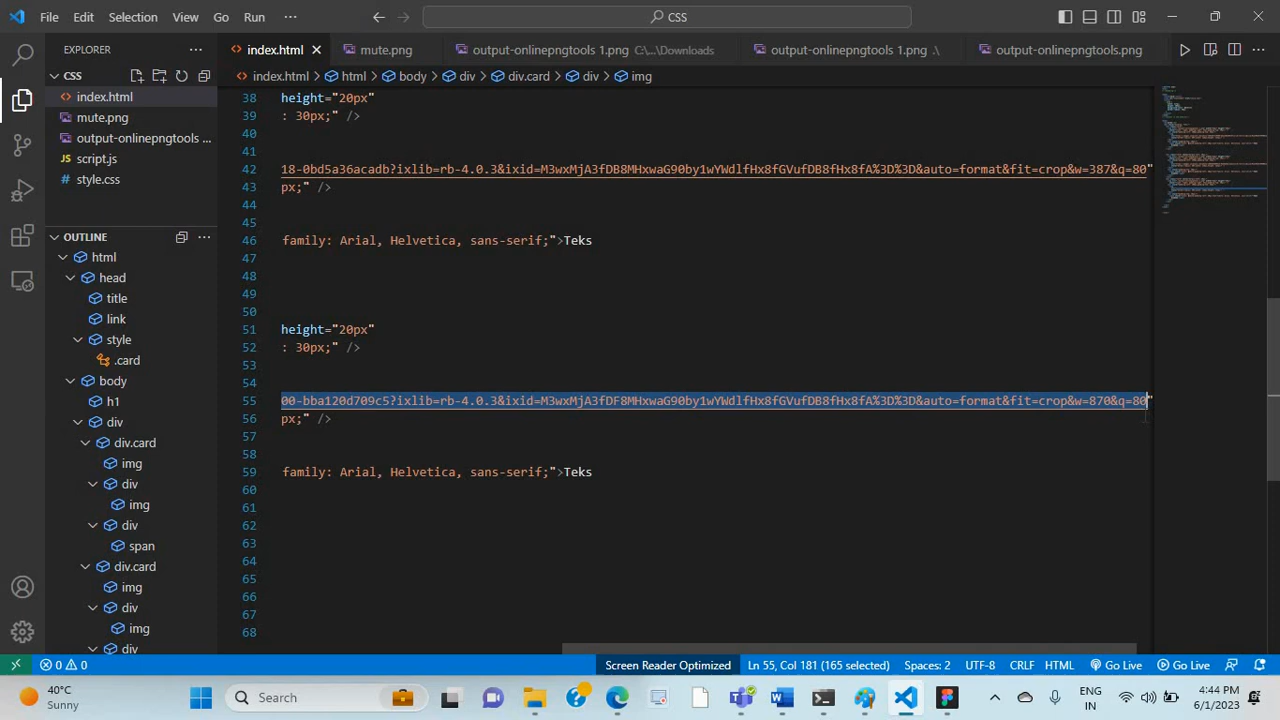 File Edit Selection View Go Run ··· CSS
EXPLORER ···
CSS
index.html
mute.png
output-onlinepngtools ...
script.js
style.css
OUTLINE ···
html
head
title
link
style
.card
body
h1
div
div.card
img
div
img
div
span
div.card
img
div
img
div
index.html mute.png output-onlinepngtools 1.png C:\...\Downloads output-onlinepngtools 1.png .\ output-onlinepngtools.png ···
index.html > html > body > div > div.card > div > img
38 height="20px"
39 : 30px;" />
40
41
42 18-0bd5a36acadb?ixlib=rb-4.0.3&ixid=M3wxMjA3fDB8MHxwaG90by1wYWdlfHx8fGVufDB8fHx8fA%3D%3D&auto=format&fit=crop&w=387&q=80"
43 px;" />
44
45
46 family: Arial, Helvetica, sans-serif;">Teks
47
48
49
50
51 height="20px"
52 : 30px;" />
53
54
55 00-bba120d709c5?ixlib=rb-4.0.3&ixid=M3wxMjA3fDF8MHxwaG90by1wYWdlfHx8fGVufDB8fHx8fA%3D%3D&auto=format&fit=crop&w=870&q=80"
56 px;" />
57
58
59 family: Arial, Helvetica, sans-serif;">Teks
60
61
62
63
64
65
66
67
68
0 0 Screen Reader Optimized Ln 55, Col 181 (165 selected) Spaces: 2 UTF-8 CRLF HTML Go Live Go Live
40°C
Sunny
Search
ENG
IN
4:44 PM
6/1/2023